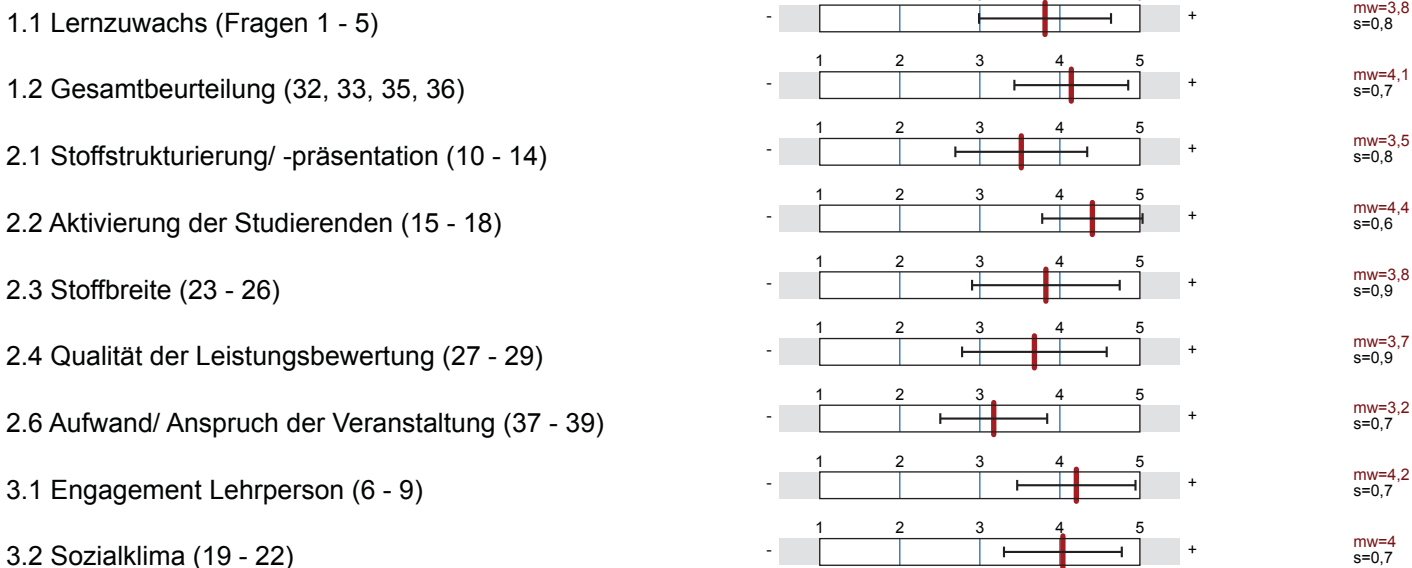 1.1 Lernzuwachs (Fragen 1 - 5)
- +
mw=3,8
s=0,8
1 2 3 4 5
1.2 Gesamtbeurteilung (32, 33, 35, 36)
- +
mw=4,1
s=0,7
1 2 3 4 5
2.1 Stoffstrukturierung/ -präsentation (10 - 14)
- +
mw=3,5
s=0,8
1 2 3 4 5
2.2 Aktivierung der Studierenden (15 - 18)
- +
mw=4,4
s=0,6
1 2 3 4 5
2.3 Stoffbreite (23 - 26)
- +
mw=3,8
s=0,9
1 2 3 4 5
2.4 Qualität der Leistungsbewertung (27 - 29)
- +
mw=3,7
s=0,9
1 2 3 4 5
2.6 Aufwand/ Anspruch der Veranstaltung (37 - 39)
- +
mw=3,2
s=0,7
1 2 3 4 5
3.1 Engagement Lehrperson (6 - 9)
- +
mw=4,2
s=0,7
1 2 3 4 5
3.2 Sozialklima (19 - 22)
- +
mw=4
s=0,7